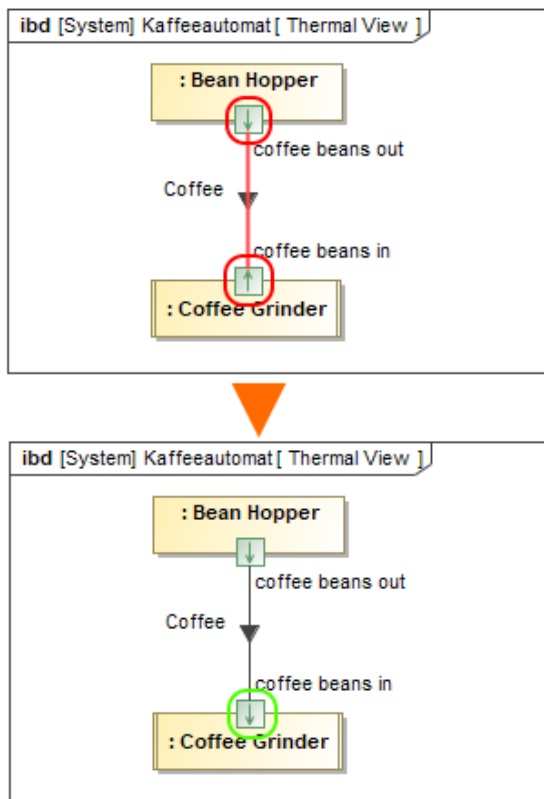 ibd [System] Kaffeeautomat[ Thermal View ]
: Bean Hopper
coffee beans out
Coffee
coffee beans in
: Coffee Grinder
ibd [System] Kaffeeautomat[ Thermal View ]
: Bean Hopper
coffee beans out
Coffee
coffee beans in
: Coffee Grinder